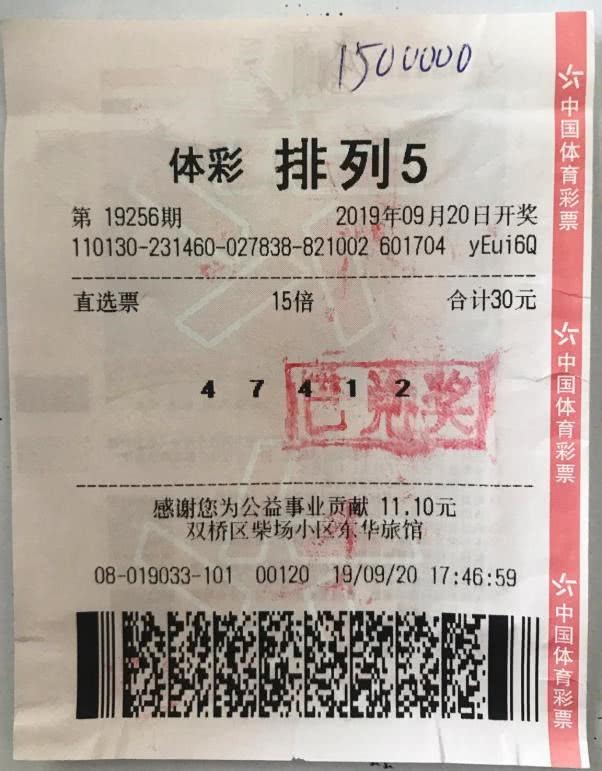 1500000
体彩 排列5
第 19256期 2019年09月20日开奖
110130-231460-027838-821002 601704 yEui6Q
直选票 15倍 合计30元
4 7 4 1 2
已兑奖
感谢您为公益事业贡献 11.10元
双桥区柴场小区东华旅馆
08-019033-101 00120 19/09/20 17:46:59
中国体育彩票
中国体育彩票
中国体育彩票